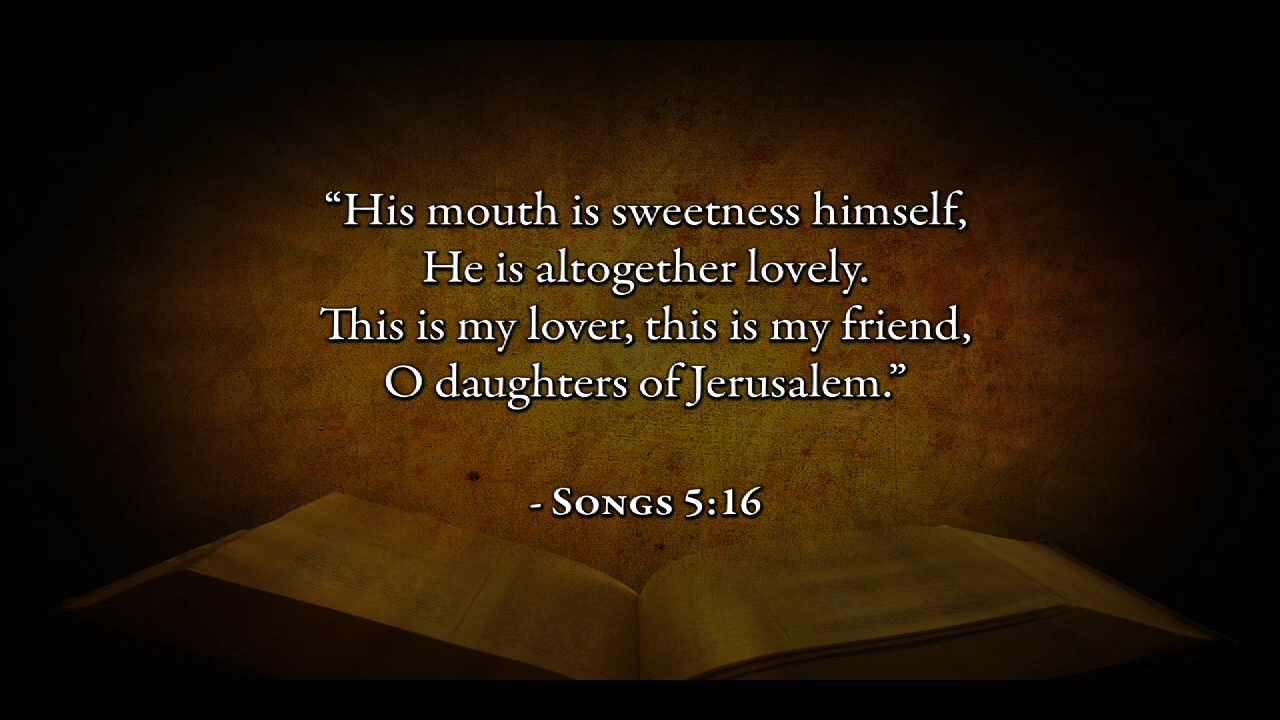 “His mouth is sweetness himself,
He is altogether lovely.
This is my lover, this is my friend,
O daughters of Jerusalem.”
- Songs 5:16